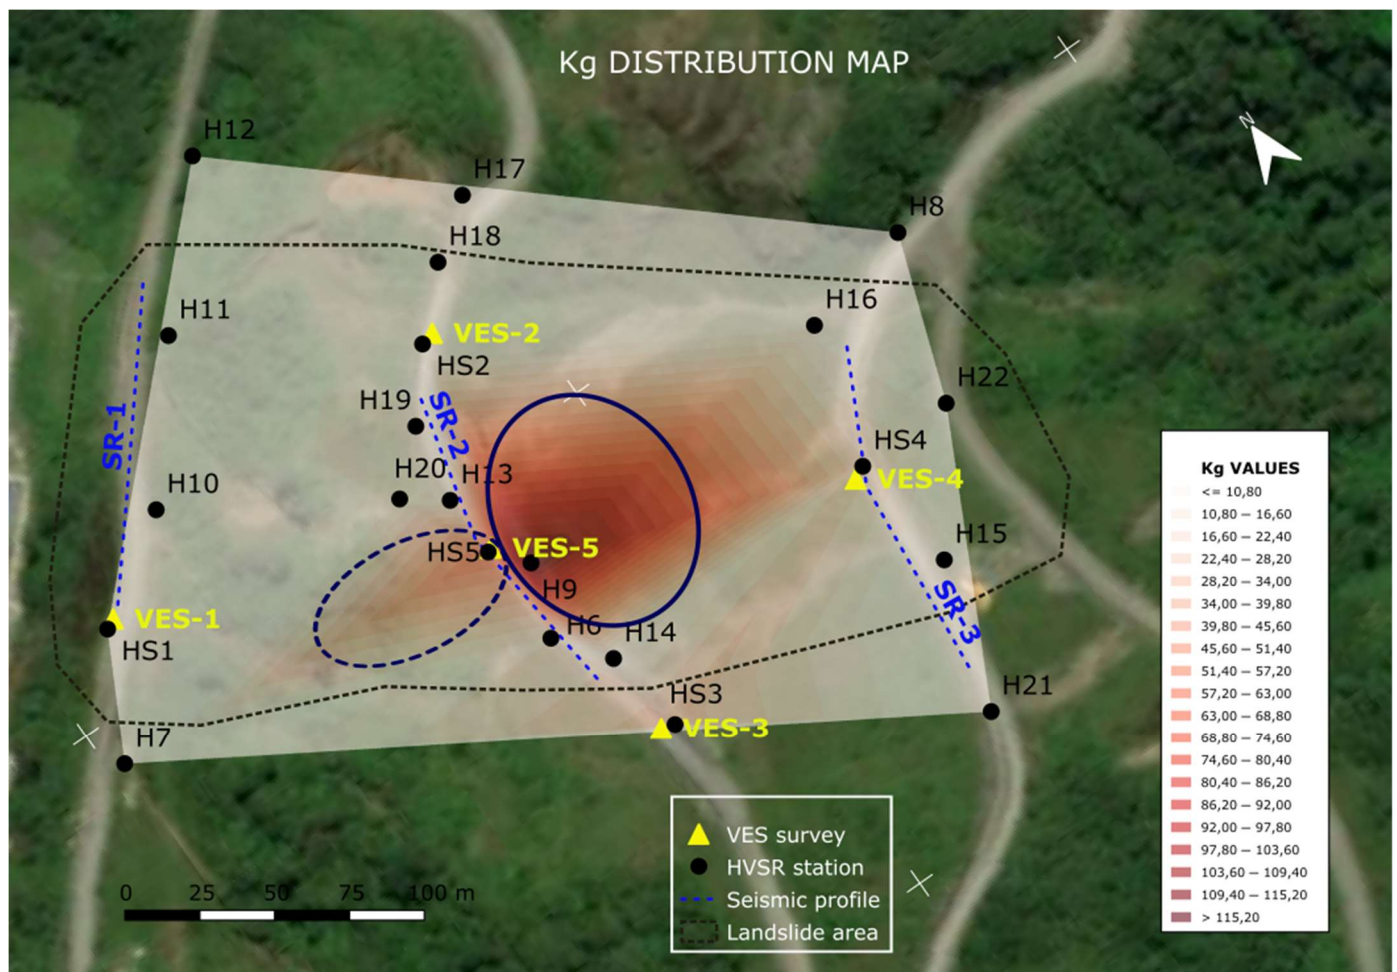 Kg DISTRIBUTION MAP
N
H12
H17
H8
H18
H16
H11
VES-2
HS2
H22
H19
SR-2
SR-1
HS4
H20
H13
VES-4
H10
HS5
VES-5
H15
H9
SR-3
VES-1
H6
H14
HS1
HS3
H21
VES-3
H7
Kg VALUES
<= 10,80
10,80 – 16,60
16,60 – 22,40
22,40 – 28,20
28,20 – 34,00
34,00 – 39,80
39,80 – 45,60
45,60 – 51,40
51,40 – 57,20
57,20 – 63,00
63,00 – 68,80
68,80 – 74,60
74,60 – 80,40
80,40 – 86,20
86,20 – 92,00
92,00 – 97,80
97,80 – 103,60
103,60 – 109,40
109,40 – 115,20
> 115,20
VES survey
HVSR station
Seismic profile
Landslide area
0 25 50 75 100 m